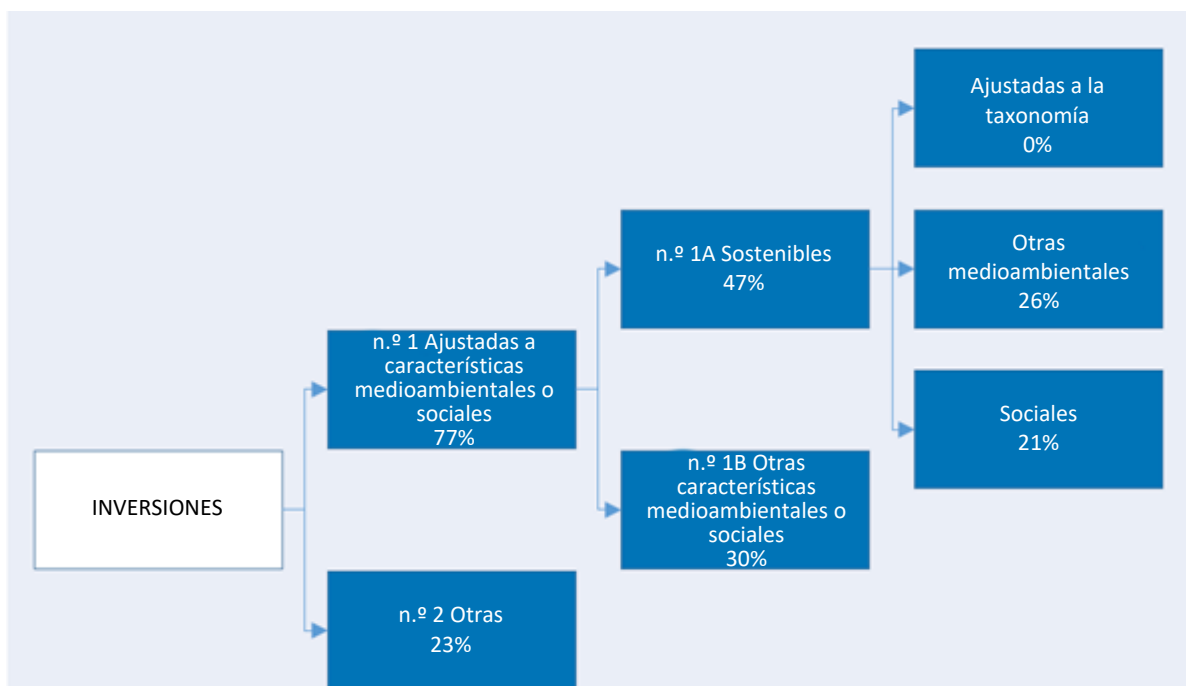 INVERSIONES
n.º 1 Ajustadas a
características
medioambientales o
sociales
77%
n.º 2 Otras
23%
n.º 1A Sostenibles
47%
n.º 1B Otras
características
medioambientales o
sociales
30%
Ajustadas a la
taxonomía
0%
Otras
medioambientales
26%
Sociales
21%